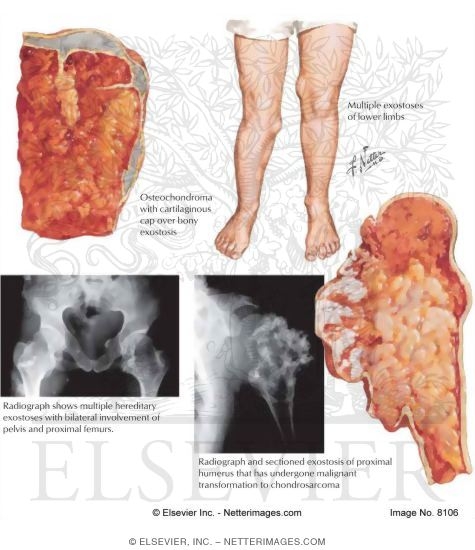 Multiple exostoses
of lower limbs
F. Netter
M.D.
Osteochondroma
with cartilaginous
cap over bony
exostosis
Radiograph shows multiple hereditary
exostoses with bilateral involvement of
pelvis and proximal femurs.
Radiograph and sectioned exostosis of proximal
humerus that has undergone malignant
transformation to chondrosarcoma
ELSEVIER
© Elsevier Inc. - Netterimages.com
Image No. 8106
© ELSEVIER, INC. – NETTERIMAGES.COM